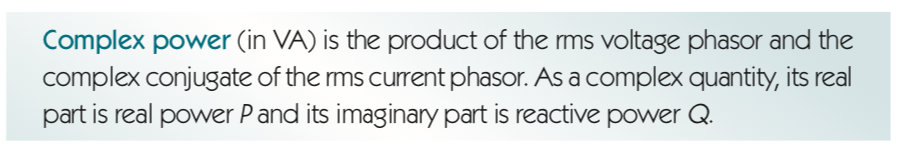 Complex power (in VA) is the product of the rms voltage phasor and the
complex conjugate of the rms current phasor. As a complex quantity, its real
part is real power P and its imaginary part is reactive power Q.